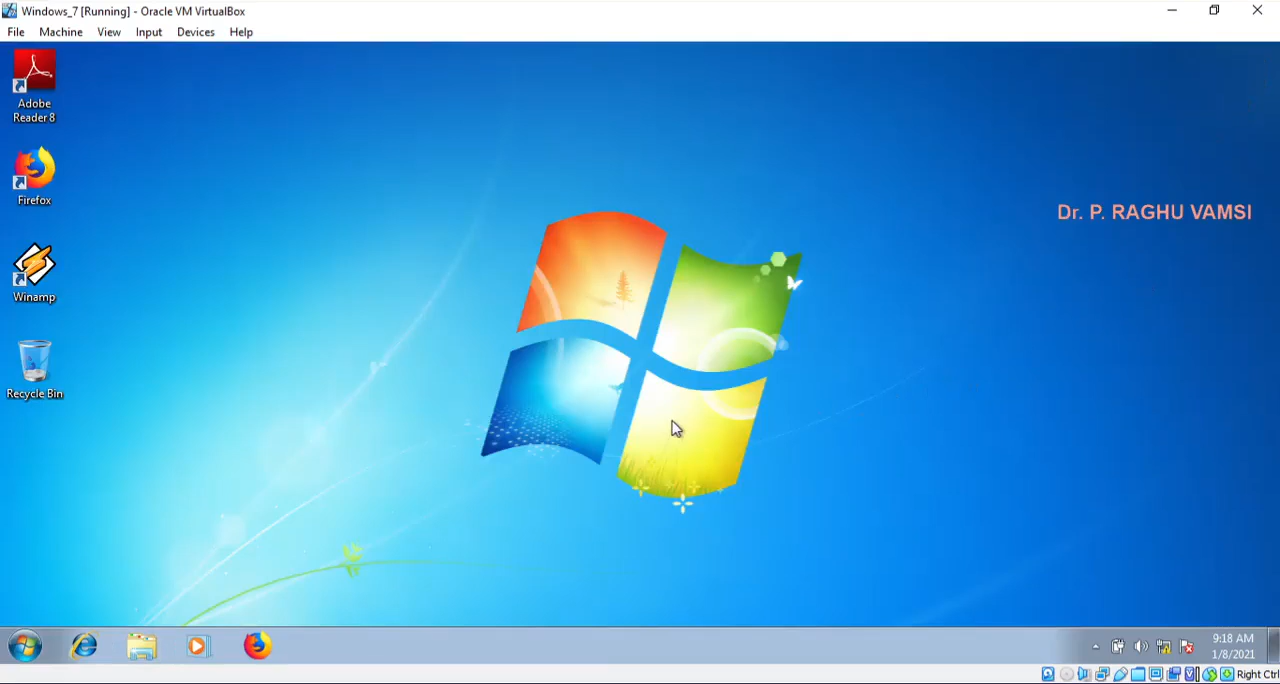 Windows_7 [Running] - Oracle VM VirtualBox
File Machine View Input Devices Help
Adobe
Reader 8
Firefox
Dr. P. RAGHU VAMSI
Winamp
Recycle Bin
9:18 AM
1/8/2021
Right Ctrl